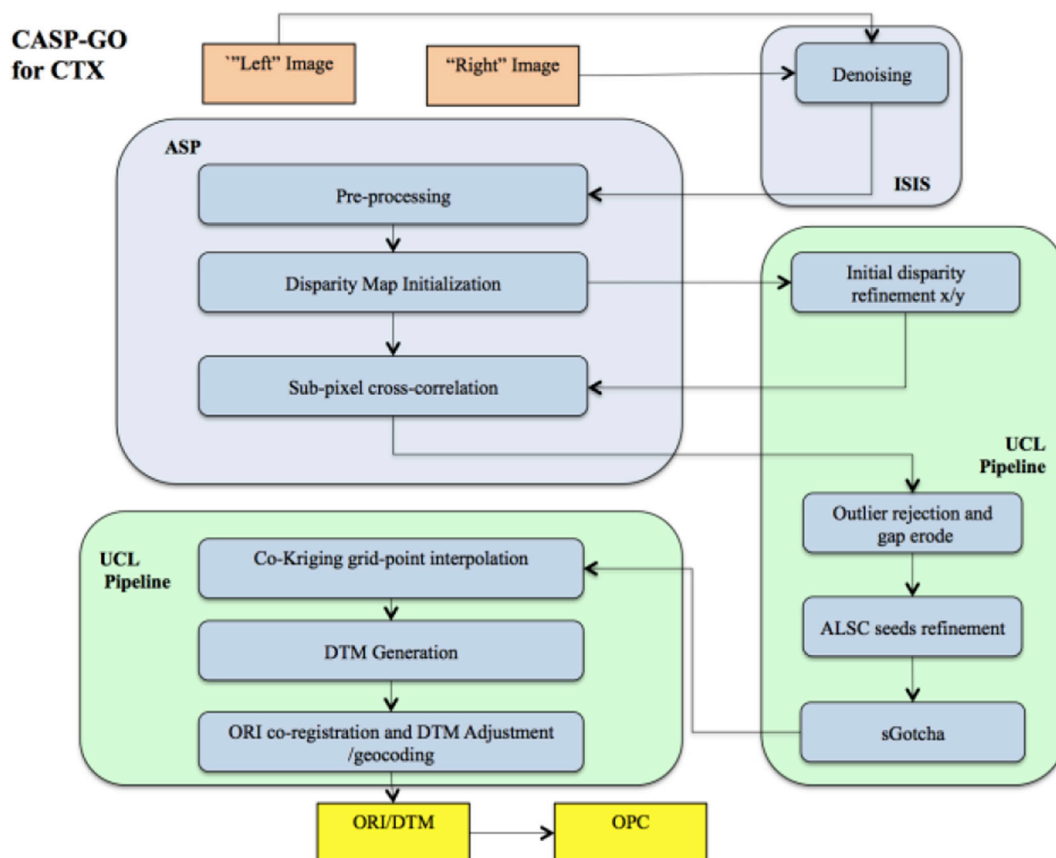 CASP-GO
for CTX
`”Left” Image
“Right” Image
Denoising
ISIS
ASP
Pre-processing
Disparity Map Initialization
Sub-pixel cross-correlation
Initial disparity
refinement x/y
UCL
Pipeline
Outlier rejection and
gap erode
ALSC seeds refinement
sGotcha
UCL
Pipeline
Co-Kriging grid-point interpolation
DTM Generation
ORI co-registration and DTM Adjustment
/geocoding
ORI/DTM
OPC